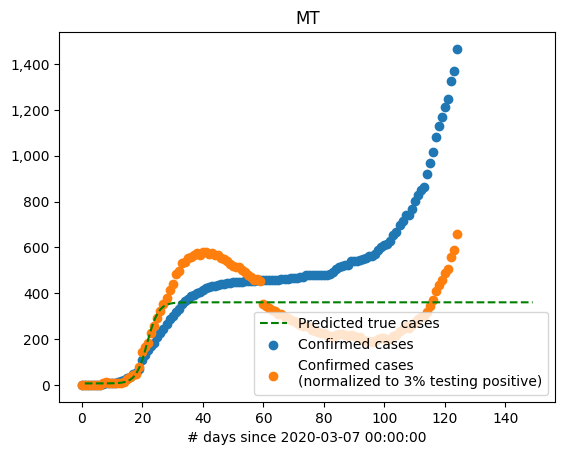 MT
1,400
1,200
1,000
800
600
400
200
0
Predicted true cases
Confirmed cases
Confirmed cases
(normalized to 3% testing positive)
0 20 40 60 80 100 120 140
# days since 2020-03-07 00:00:00